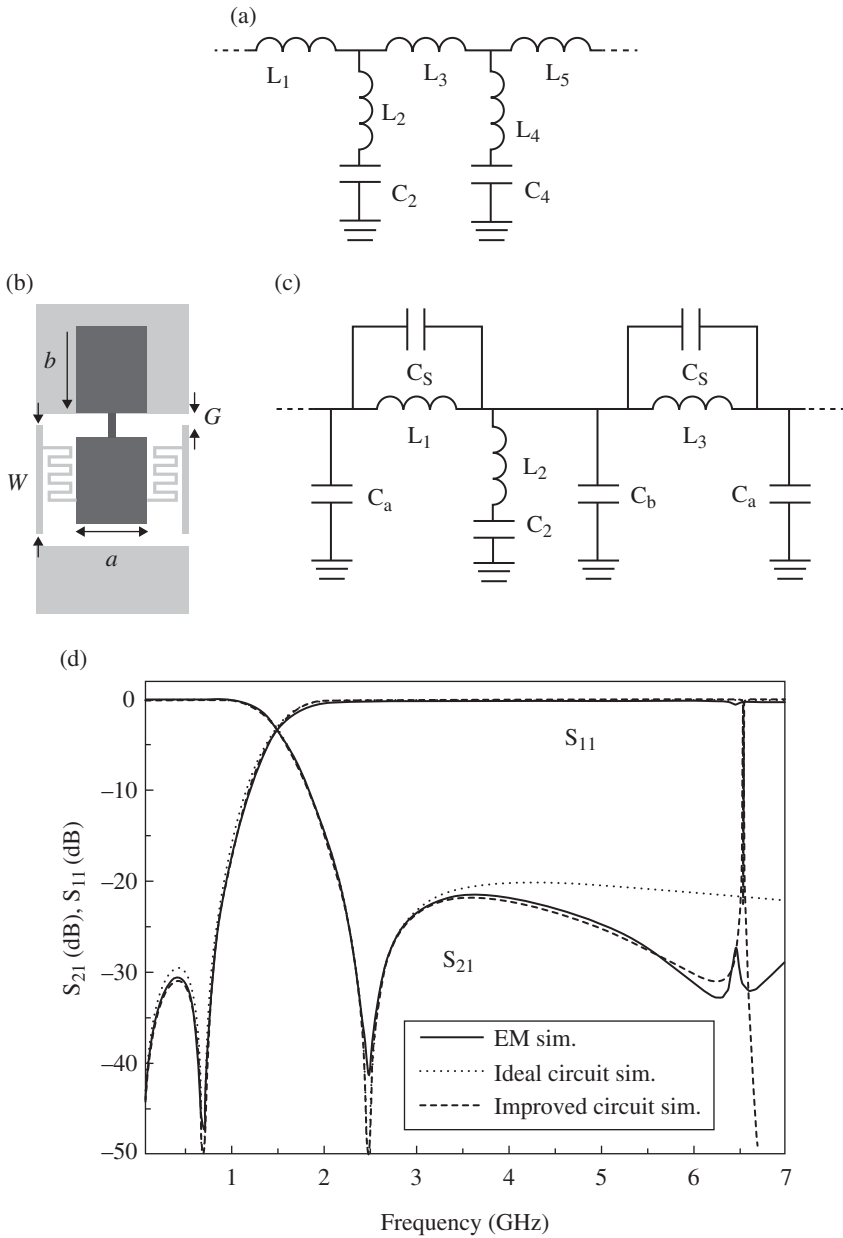 (a)
L1 L3 L5
L2 L4
C2 C4
(b)
b
G
W
a
(c)
CS CS
L1 L3
L2
Ca Cb Ca
C2
(d)
S21 (dB), S11 (dB)
0
–10
–20
–30
–40
–50
S11
S21
EM sim.
Ideal circuit sim.
Improved circuit sim.
1 2 3 4 5 6 7
Frequency (GHz)